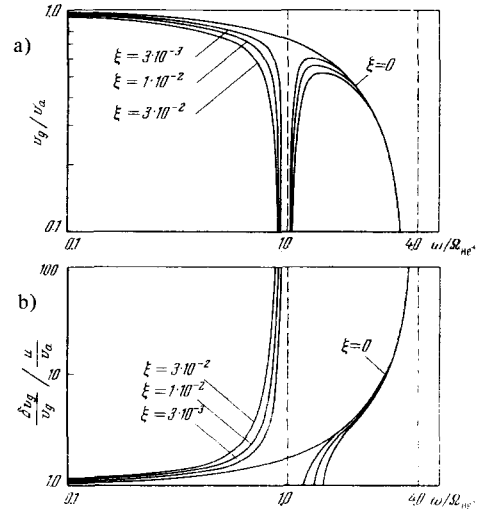 a)
v_g / v_a
1.0
0.1
ξ = 3·10⁻³
ξ = 1·10⁻²
ξ = 3·10⁻²
ξ=0
0.1
1.0
4.0
ω/Ω_He⁺
b)
δv_g / v_g / u / v_a
100
10
1.0
ξ = 3·10⁻²
ξ = 1·10⁻²
ξ = 3·10⁻³
ξ=0
0.1
1.0
4.0
ω/Ω_He⁺